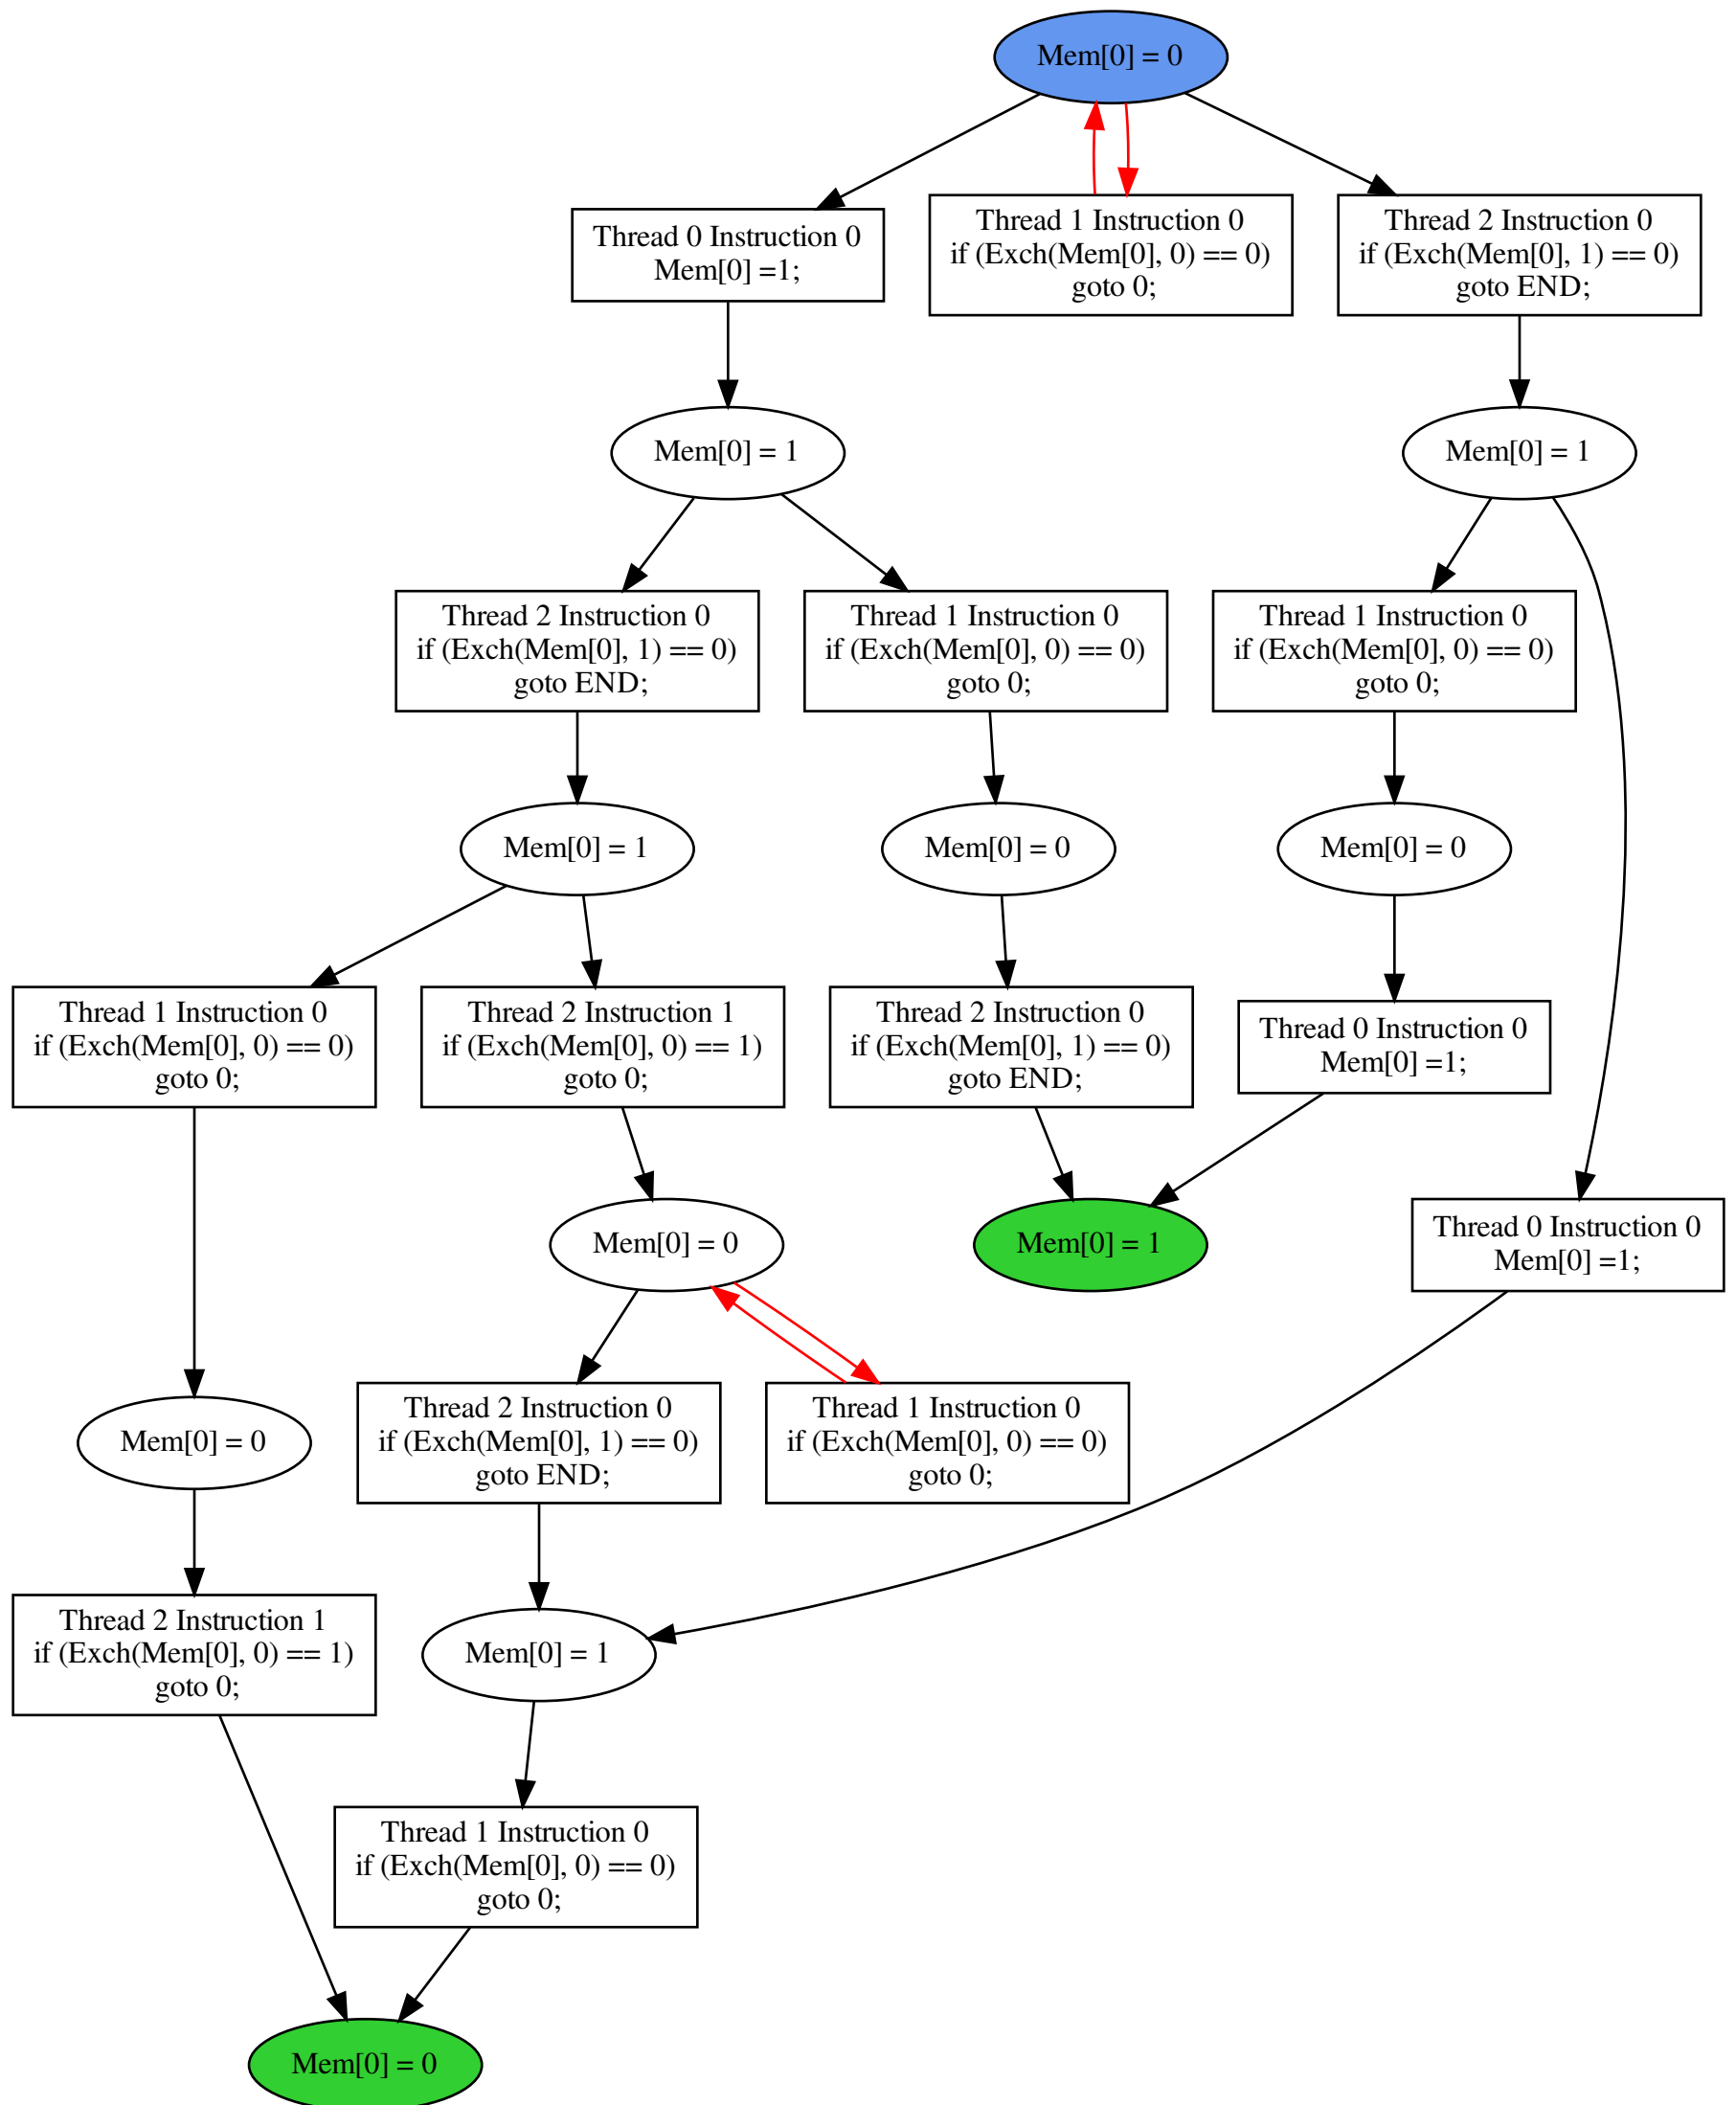 Mem[0] = 0
Thread 0 Instruction 0
Mem[0] =1;
Thread 1 Instruction 0
if (Exch(Mem[0], 0) == 0)
goto 0;
Thread 2 Instruction 0
if (Exch(Mem[0], 1) == 0)
goto END;
Mem[0] = 1
Mem[0] = 1
Thread 2 Instruction 0
if (Exch(Mem[0], 1) == 0)
goto END;
Thread 1 Instruction 0
if (Exch(Mem[0], 0) == 0)
goto 0;
Thread 1 Instruction 0
if (Exch(Mem[0], 0) == 0)
goto 0;
Mem[0] = 1
Mem[0] = 0
Mem[0] = 0
Thread 1 Instruction 0
if (Exch(Mem[0], 0) == 0)
goto 0;
Thread 2 Instruction 1
if (Exch(Mem[0], 0) == 1)
goto 0;
Thread 2 Instruction 0
if (Exch(Mem[0], 1) == 0)
goto END;
Thread 0 Instruction 0
Mem[0] =1;
Mem[0] = 0
Mem[0] = 1
Thread 0 Instruction 0
Mem[0] =1;
Mem[0] = 0
Thread 2 Instruction 0
if (Exch(Mem[0], 1) == 0)
goto END;
Thread 1 Instruction 0
if (Exch(Mem[0], 0) == 0)
goto 0;
Thread 2 Instruction 1
if (Exch(Mem[0], 0) == 1)
goto 0;
Mem[0] = 1
Thread 1 Instruction 0
if (Exch(Mem[0], 0) == 0)
goto 0;
Mem[0] = 0